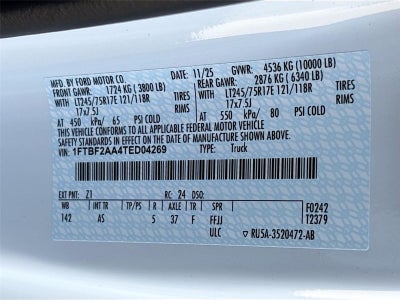 MFD. BY FORD MOTOR CO.
DATE: 11/25 GVWR: 4536 KG (10000 LB)
FRONT GAWR: 1724 KG (3800 LB) REAR GAWR: 2876 KG (6340 LB)
LT245/75R17E 121/118R TIRES LT245/75R17E 121/118R TIRES
17x7.5J RIMS 17x7.5J RIMS
AT 450 kPa/ 65 PSI COLD AT 550 kPa/ 80 PSI COLD
THIS VEHICLE CONFORMS TO ALL APPLICABLE FEDERAL MOTOR VEHICLE
SAFETY STANDARDS IN EFFECT ON THE DATE OF MANUFACTURE SHOWN ABOVE.
VIN: 1FTBF2AA4TED04269 TYPE: Truck
EXT PNT: Z1 RC: 24 DSO: F0242
WB INT TR TP/PS R AXLE TR SPR T2379
142 AS 5 37 F FFJJ
ULC RU5A-3520472-AB